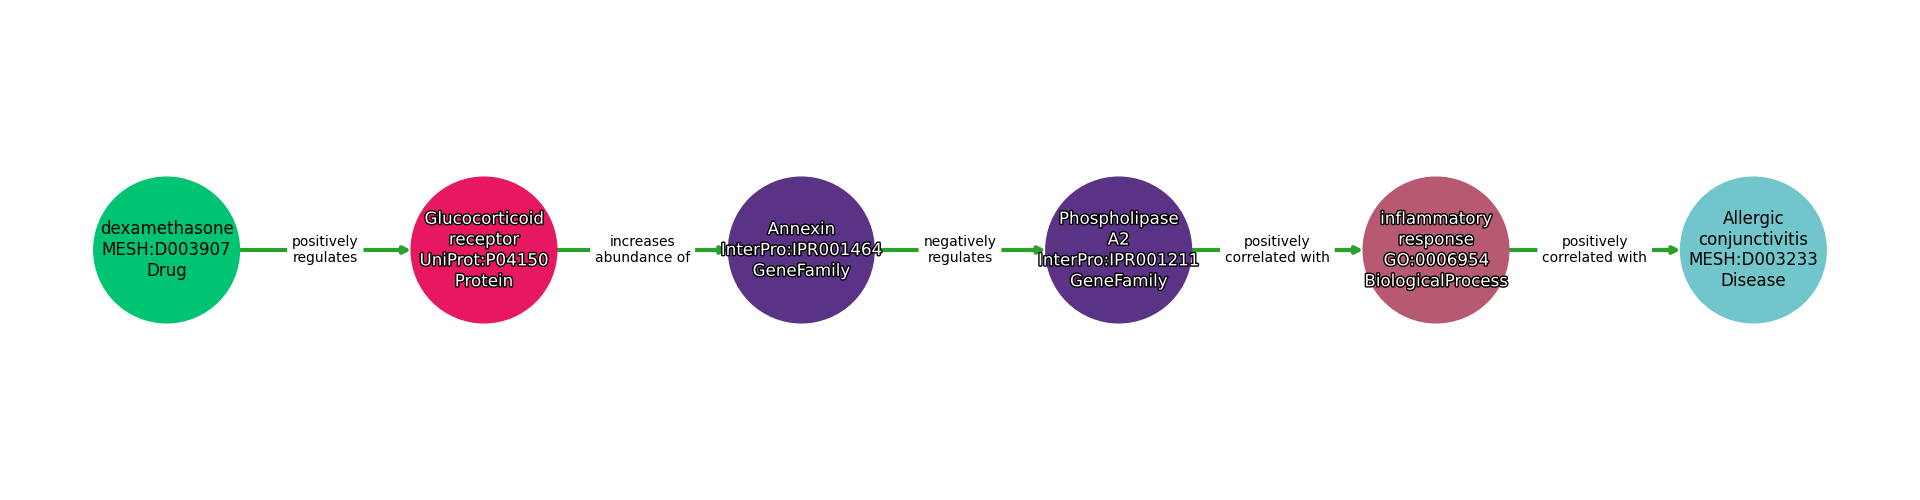 dexamethasone
MESH:D003907
Drug
positively
regulates
Glucocorticoid
receptor
UniProt:P04150
Protein
increases
abundance of
Annexin
InterPro:IPR001464
GeneFamily
negatively
regulates
Phospholipase
A2
InterPro:IPR001211
GeneFamily
positively
correlated with
inflammatory
response
GO:0006954
BiologicalProcess
positively
correlated with
Allergic
conjunctivitis
MESH:D003233
Disease